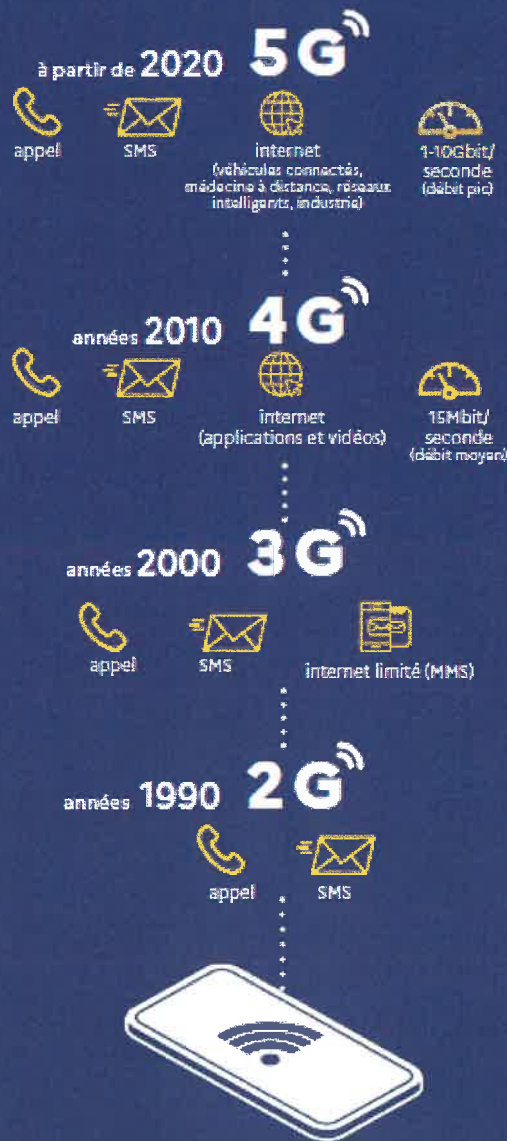 à partir de 2020 5G
appel
SMS
internet
(véhicules connectés,
médecine à distance, réseaux
intelligents, industrie)
1-10Gbit/
seconde
(débit pic)
années 2010 4G
appel
SMS
internet
(applications et vidéos)
15Mbit/
seconde
(débit moyen)
années 2000 3G
appel
SMS
internet limité (MMS)
années 1990 2G
appel
SMS